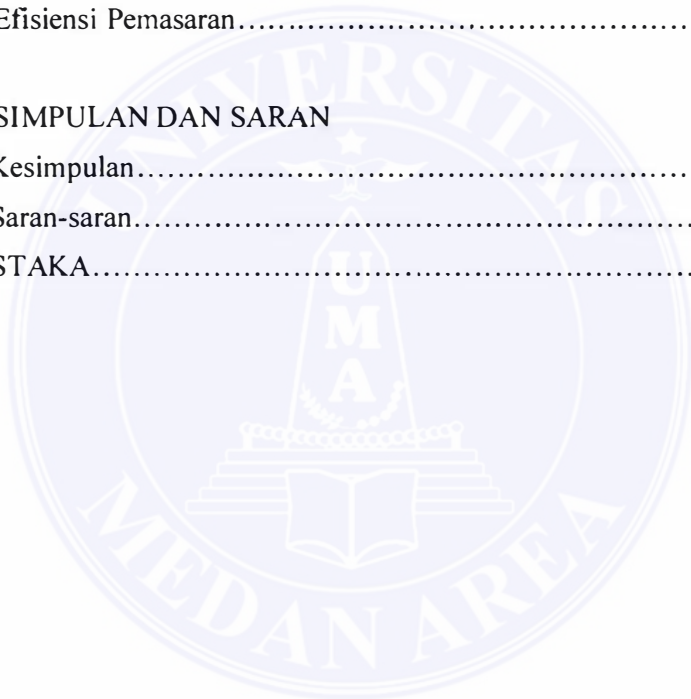 Efisiensi Pemasaran......................................................
SIMPULAN DAN SARAN
Kesimpulan......................................................................
Saran-saran......................................................................
STAKA............................................................................
UNIVERSITAS
UMA
MEDAN AREA